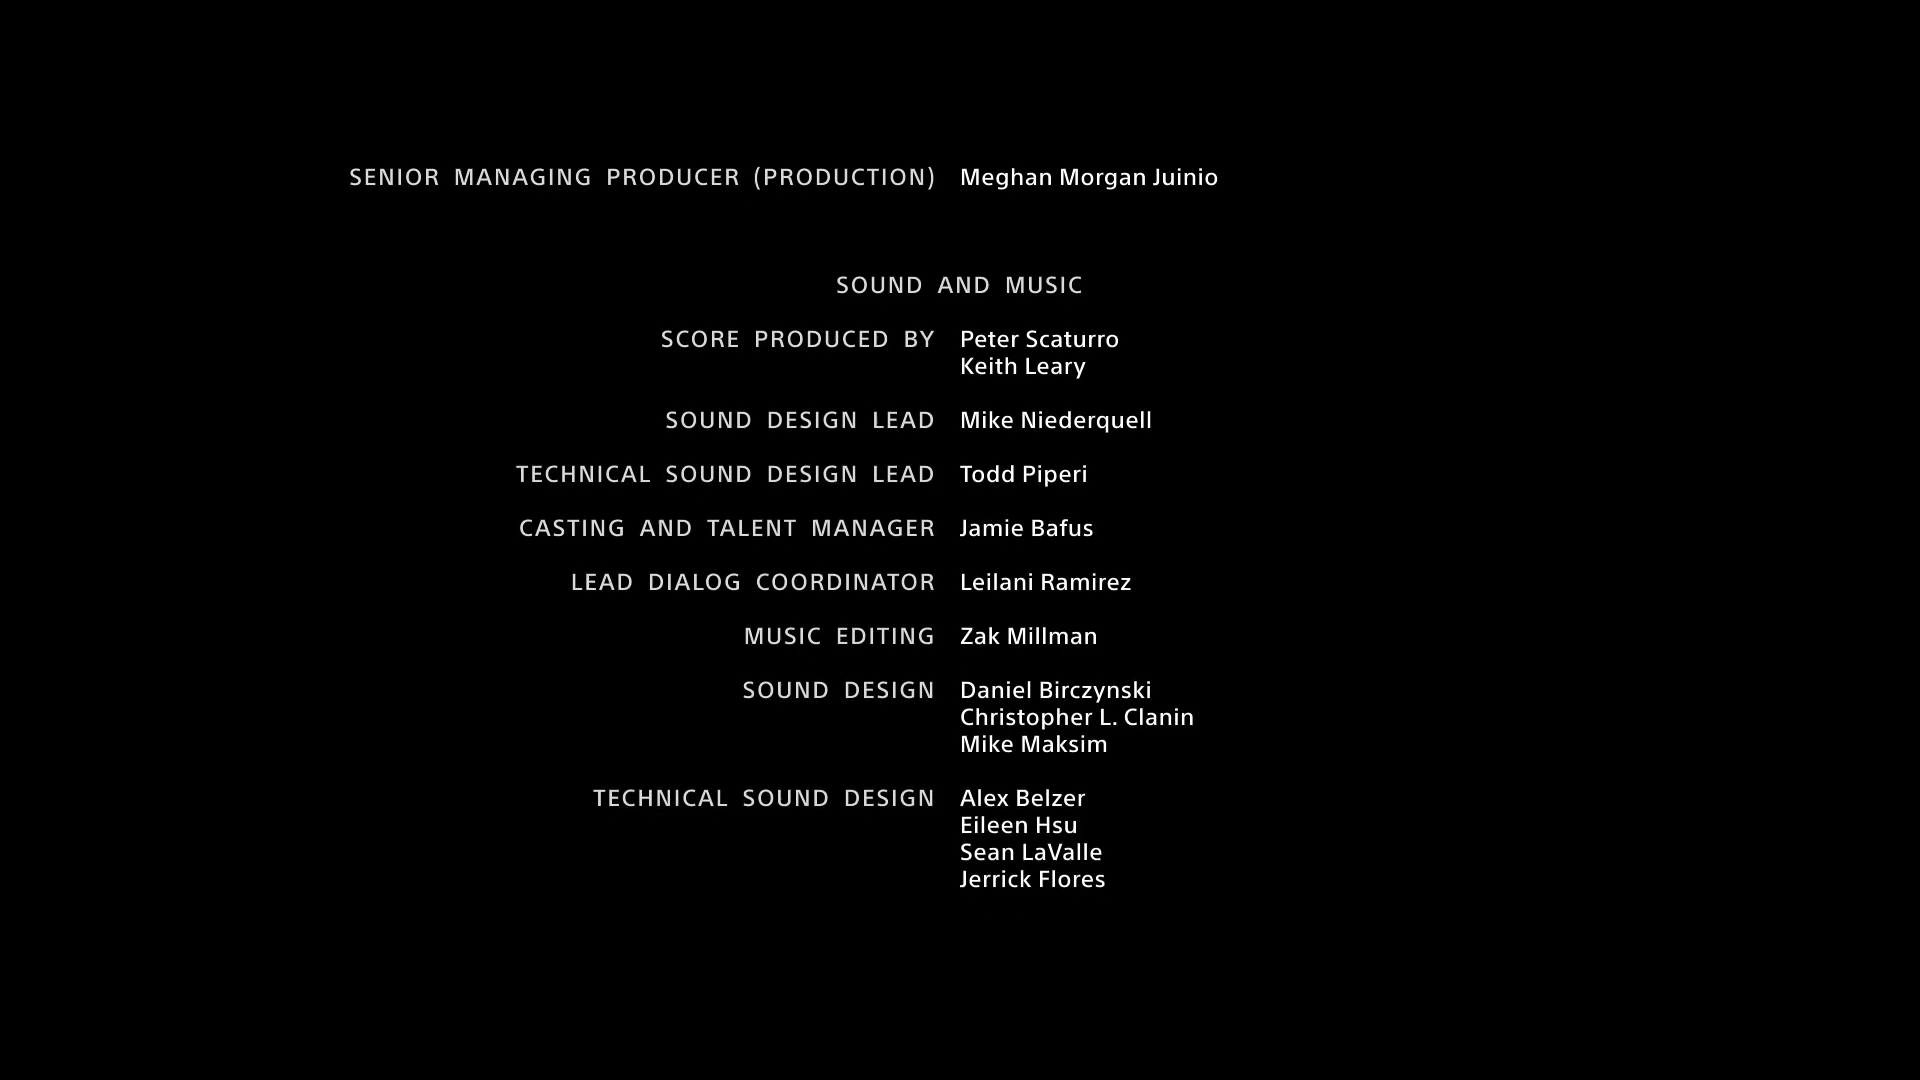 SENIOR MANAGING PRODUCER (PRODUCTION) Meghan Morgan Juinio
SOUND AND MUSIC
SCORE PRODUCED BY Peter Scaturro
Keith Leary
SOUND DESIGN LEAD Mike Niederquell
TECHNICAL SOUND DESIGN LEAD Todd Piperi
CASTING AND TALENT MANAGER Jamie Bafus
LEAD DIALOG COORDINATOR Leilani Ramirez
MUSIC EDITING Zak Millman
SOUND DESIGN Daniel Birczynski
Christopher L. Clanin
Mike Maksim
TECHNICAL SOUND DESIGN Alex Belzer
Eileen Hsu
Sean LaValle
Jerrick Flores